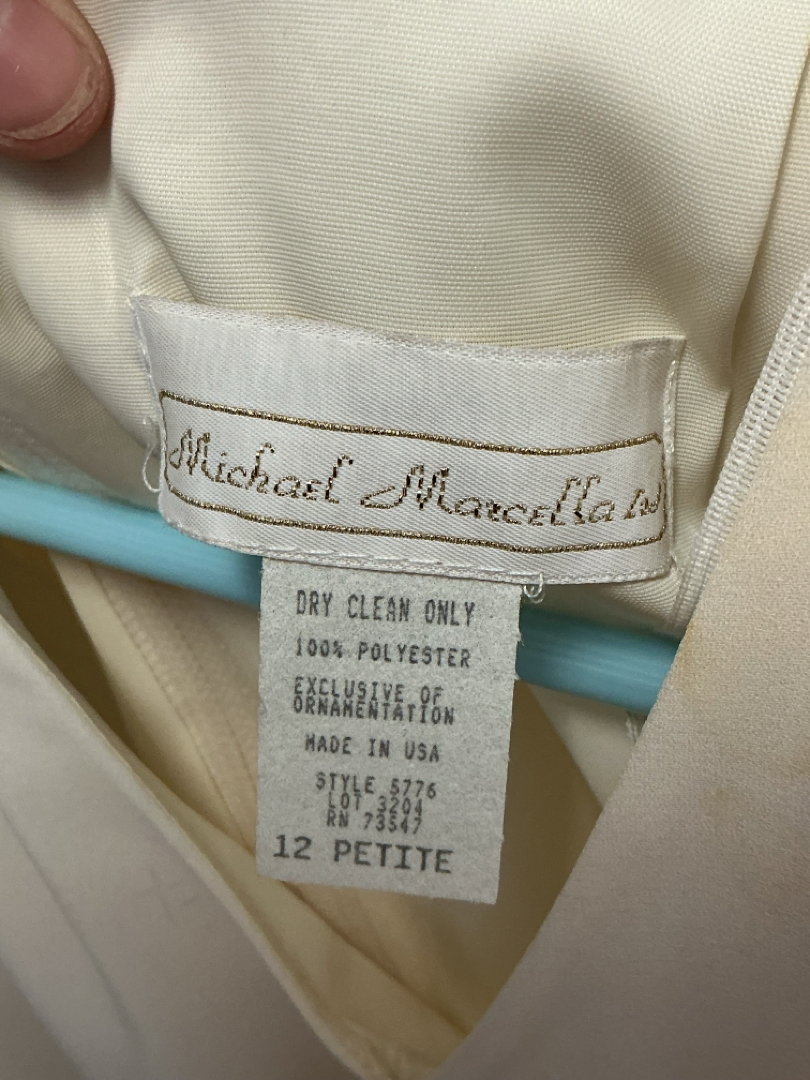 Michael Marcella
DRY CLEAN ONLY
100% POLYESTER
EXCLUSIVE OF
ORNAMENTATION
MADE IN USA
STYLE 5776
LOT 3204
RN 73547
12 PETITE